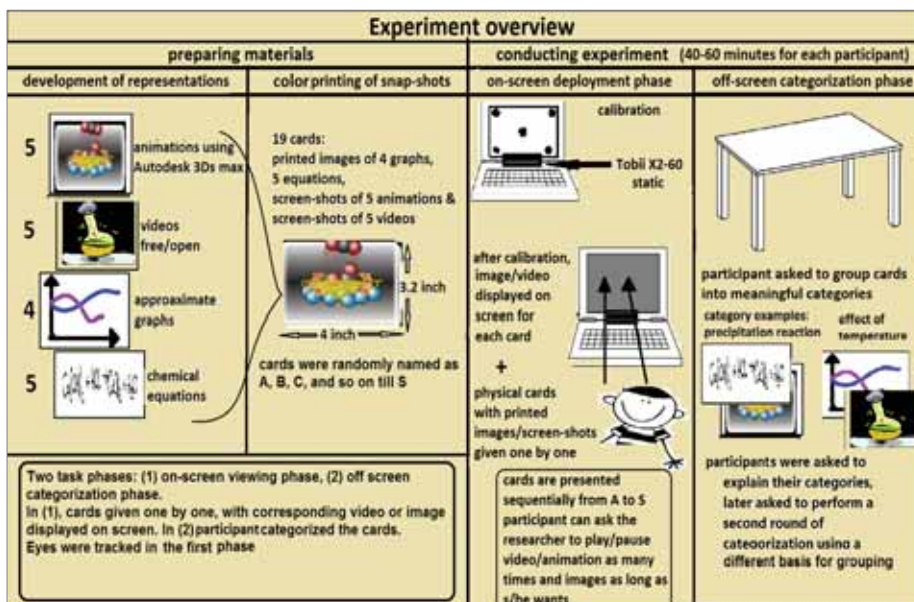 Experiment overview
preparing materials
conducting experiment (40-60 minutes for each participant)
development of representations
color printing of snap-shots
on-screen deployment phase
off-screen categorization phase
5
animations using
Autodesk 3Ds max
5
videos
free/open
4
approximate
graphs
5
chemical
equations
19 cards:
printed images of 4 graphs,
5 equations,
screen-shots of 5 animations &
screen-shots of 5 videos
3.2 inch
4 inch
cards were randomly named as
A, B, C, and so on till S
Two task phases: (1) on-screen viewing phase, (2) off screen
categorization phase.
In (1), cards given one by one, with corresponding video or image
displayed on screen. In (2)participant categorized the cards.
Eyes were tracked in the first phase
calibration
Tobii X2-60
static
after calibration,
image/video
displayed on
screen for
each card
+
physical cards
with printed
images/screen-shots
given one by one
cards are presented
sequentially from A to S
participant can ask the
researcher to play/pause
video/animation as many
times and images as long as
s/he wants
participant asked to group cards
into meaningful categories
category examples:
precipitation reaction
effect of
temperature
participants were asked to
explain their categories,
later asked to perform a
second round of
categorization using a
different basis for grouping